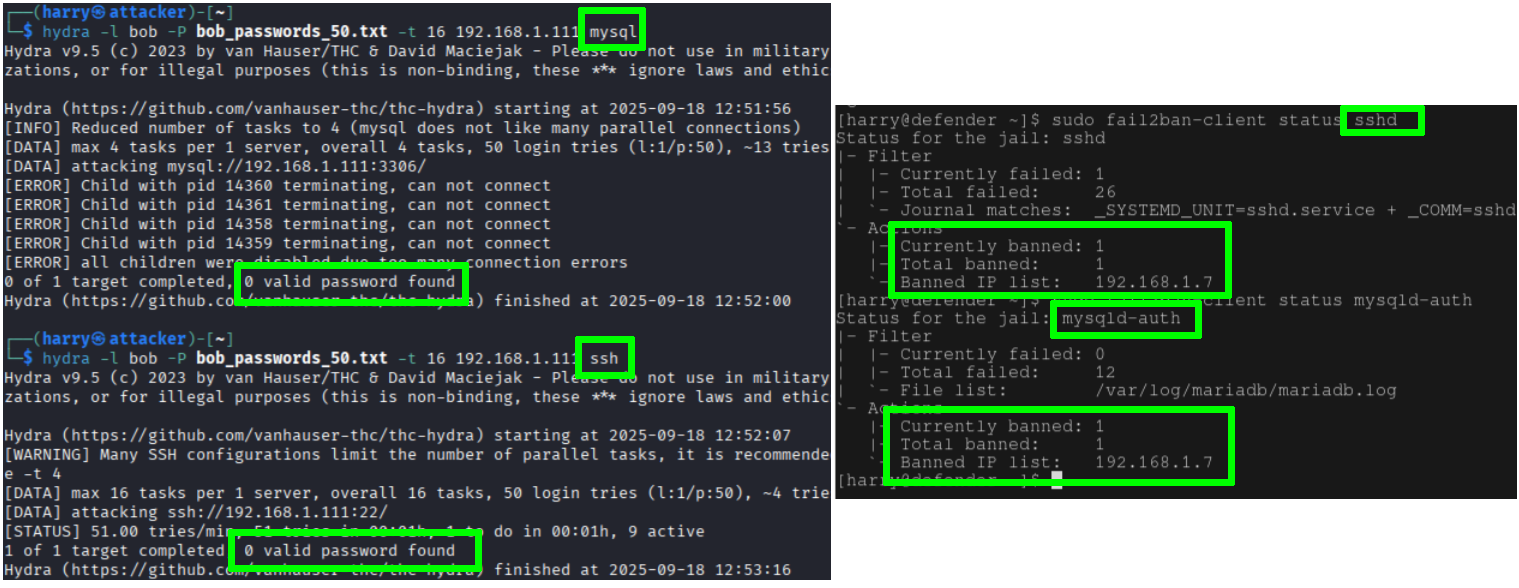 ┌──(harry㉿attacker)-[~]
└─$ hydra -l bob -P bob_passwords_50.txt -t 16 192.168.1.111 mysql
Hydra v9.5 (c) 2023 by van Hauser/THC & David Maciejak - Please do not use in military
zations, or for illegal purposes (this is non-binding, these *** ignore laws and ethic
Hydra (https://github.com/vanhauser-thc/thc-hydra) starting at 2025-09-18 12:51:56
[INFO] Reduced number of tasks to 4 (mysql does not like many parallel connections)
[DATA] max 4 tasks per 1 server, overall 4 tasks, 50 login tries (l:1/p:50), ~13 tries
[DATA] attacking mysql://192.168.1.111:3306/
[ERROR] Child with pid 14360 terminating, can not connect
[ERROR] Child with pid 14361 terminating, can not connect
[ERROR] Child with pid 14358 terminating, can not connect
[ERROR] Child with pid 14359 terminating, can not connect
[ERROR] all children were disabled due too many connection errors
0 of 1 target completed, 0 valid password found
Hydra (https://github.com/vanhauser-thc/thc-hydra) finished at 2025-09-18 12:52:00
┌──(harry㉿attacker)-[~]
└─$ hydra -l bob -P bob_passwords_50.txt -t 16 192.168.1.111 ssh
Hydra v9.5 (c) 2023 by van Hauser/THC & David Maciejak - Please do not use in military
zations, or for illegal purposes (this is non-binding, these *** ignore laws and ethic
Hydra (https://github.com/vanhauser-thc/thc-hydra) starting at 2025-09-18 12:52:07
[WARNING] Many SSH configurations limit the number of parallel tasks, it is recommende
e -t 4
[DATA] max 16 tasks per 1 server, overall 16 tasks, 50 login tries (l:1/p:50), ~4 trie
[DATA] attacking ssh://192.168.1.111:22/
[STATUS] 51.00 tries/min, 51 tries in 00:01h, 1 to do in 00:01h, 9 active
1 of 1 target completed, 0 valid password found
Hydra (https://github.com/vanhauser-thc/thc-hydra) finished at 2025-09-18 12:53:16
[harry@defender ~]$ sudo fail2ban-client status sshd
Status for the jail: sshd
|- Filter
|  |- Currently failed: 1
|  |- Total failed:     26
|  `- Journal matches:  _SYSTEMD_UNIT=sshd.service + _COMM=sshd
`- Actions
   |- Currently banned: 1
   |- Total banned:     1
   `- Banned IP list:   192.168.1.7
[harry@defender ~]$ client status mysqld-auth
Status for the jail: mysqld-auth
|- Filter
|  |- Currently failed: 0
|  |- Total failed:     12
|  `- File list:        /var/log/mariadb/mariadb.log
`- Actions
   |- Currently banned: 1
   |- Total banned:     1
   `- Banned IP list:   192.168.1.7
[harry@defender ~]$